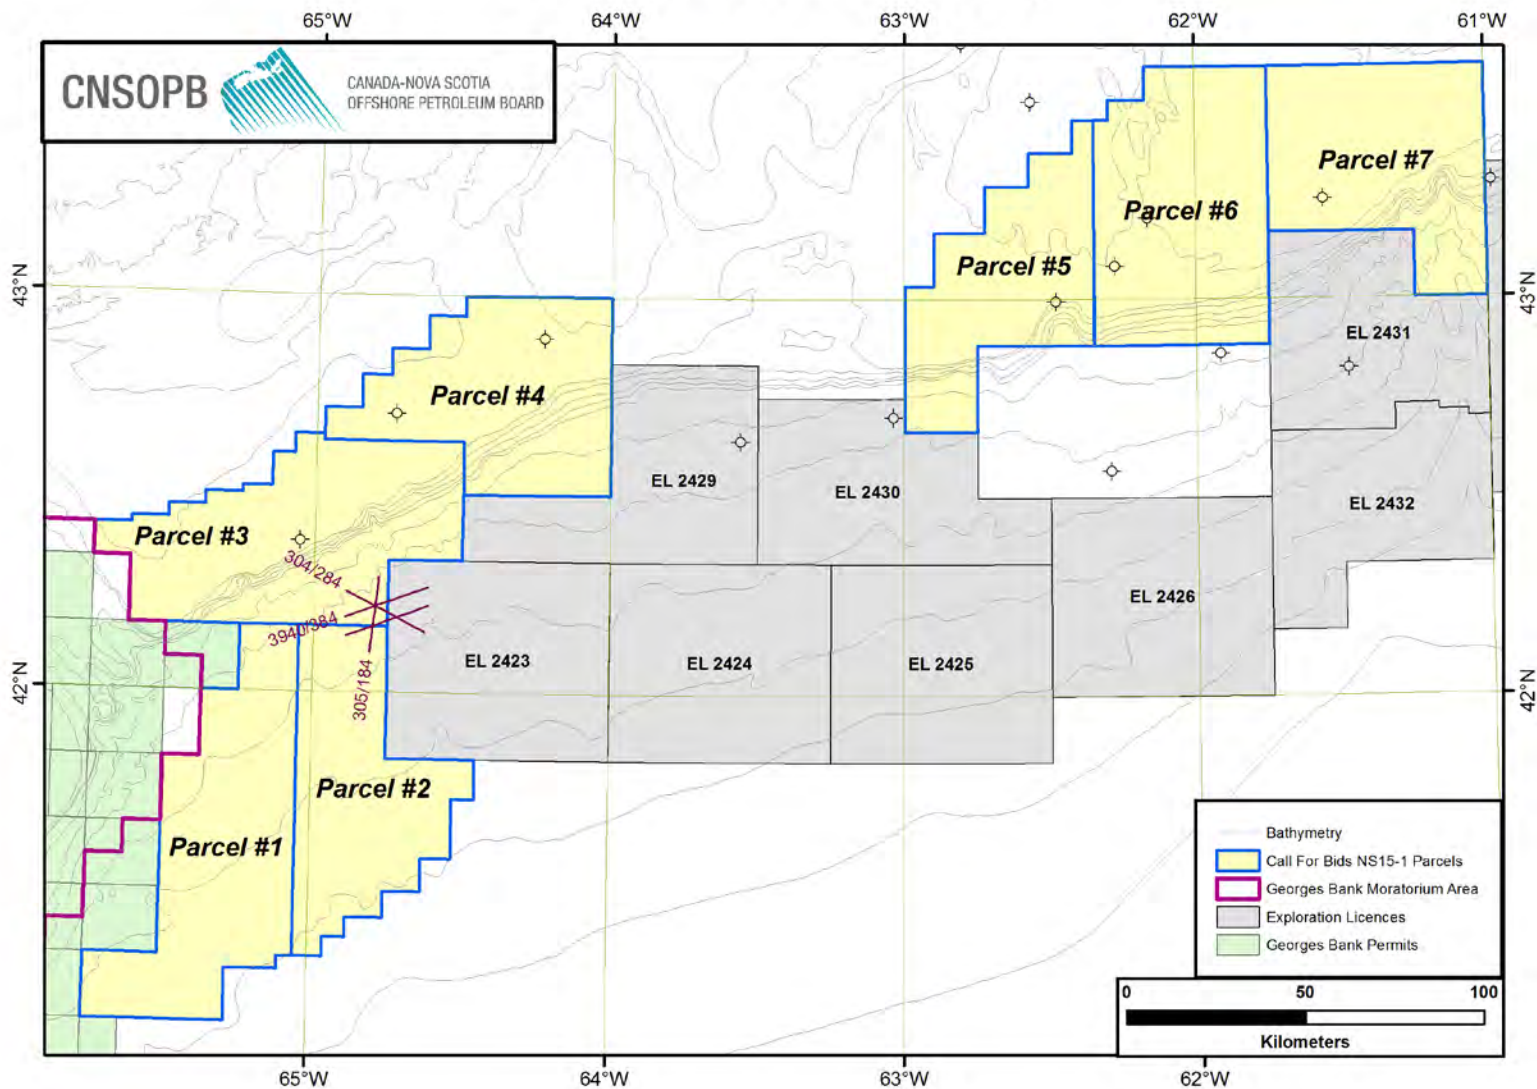 65°W
64°W
63°W
62°W
61°W
CNSOPB
CANADA-NOVA SCOTIA
OFFSHORE PETROLEUM BOARD
Parcel #7
Parcel #6
Parcel #5
43°N
43°N
EL 2431
Parcel #4
EL 2429
EL 2430
EL 2432
Parcel #3
304/284
EL 2426
3940/384
EL 2423
EL 2424
EL 2425
305/184
42°N
42°N
Parcel #2
Parcel #1
Bathymetry
Call For Bids NS15-1 Parcels
Georges Bank Moratorium Area
Exploration Licences
Georges Bank Permits
0 50 100
Kilometers
65°W
64°W
63°W
62°W